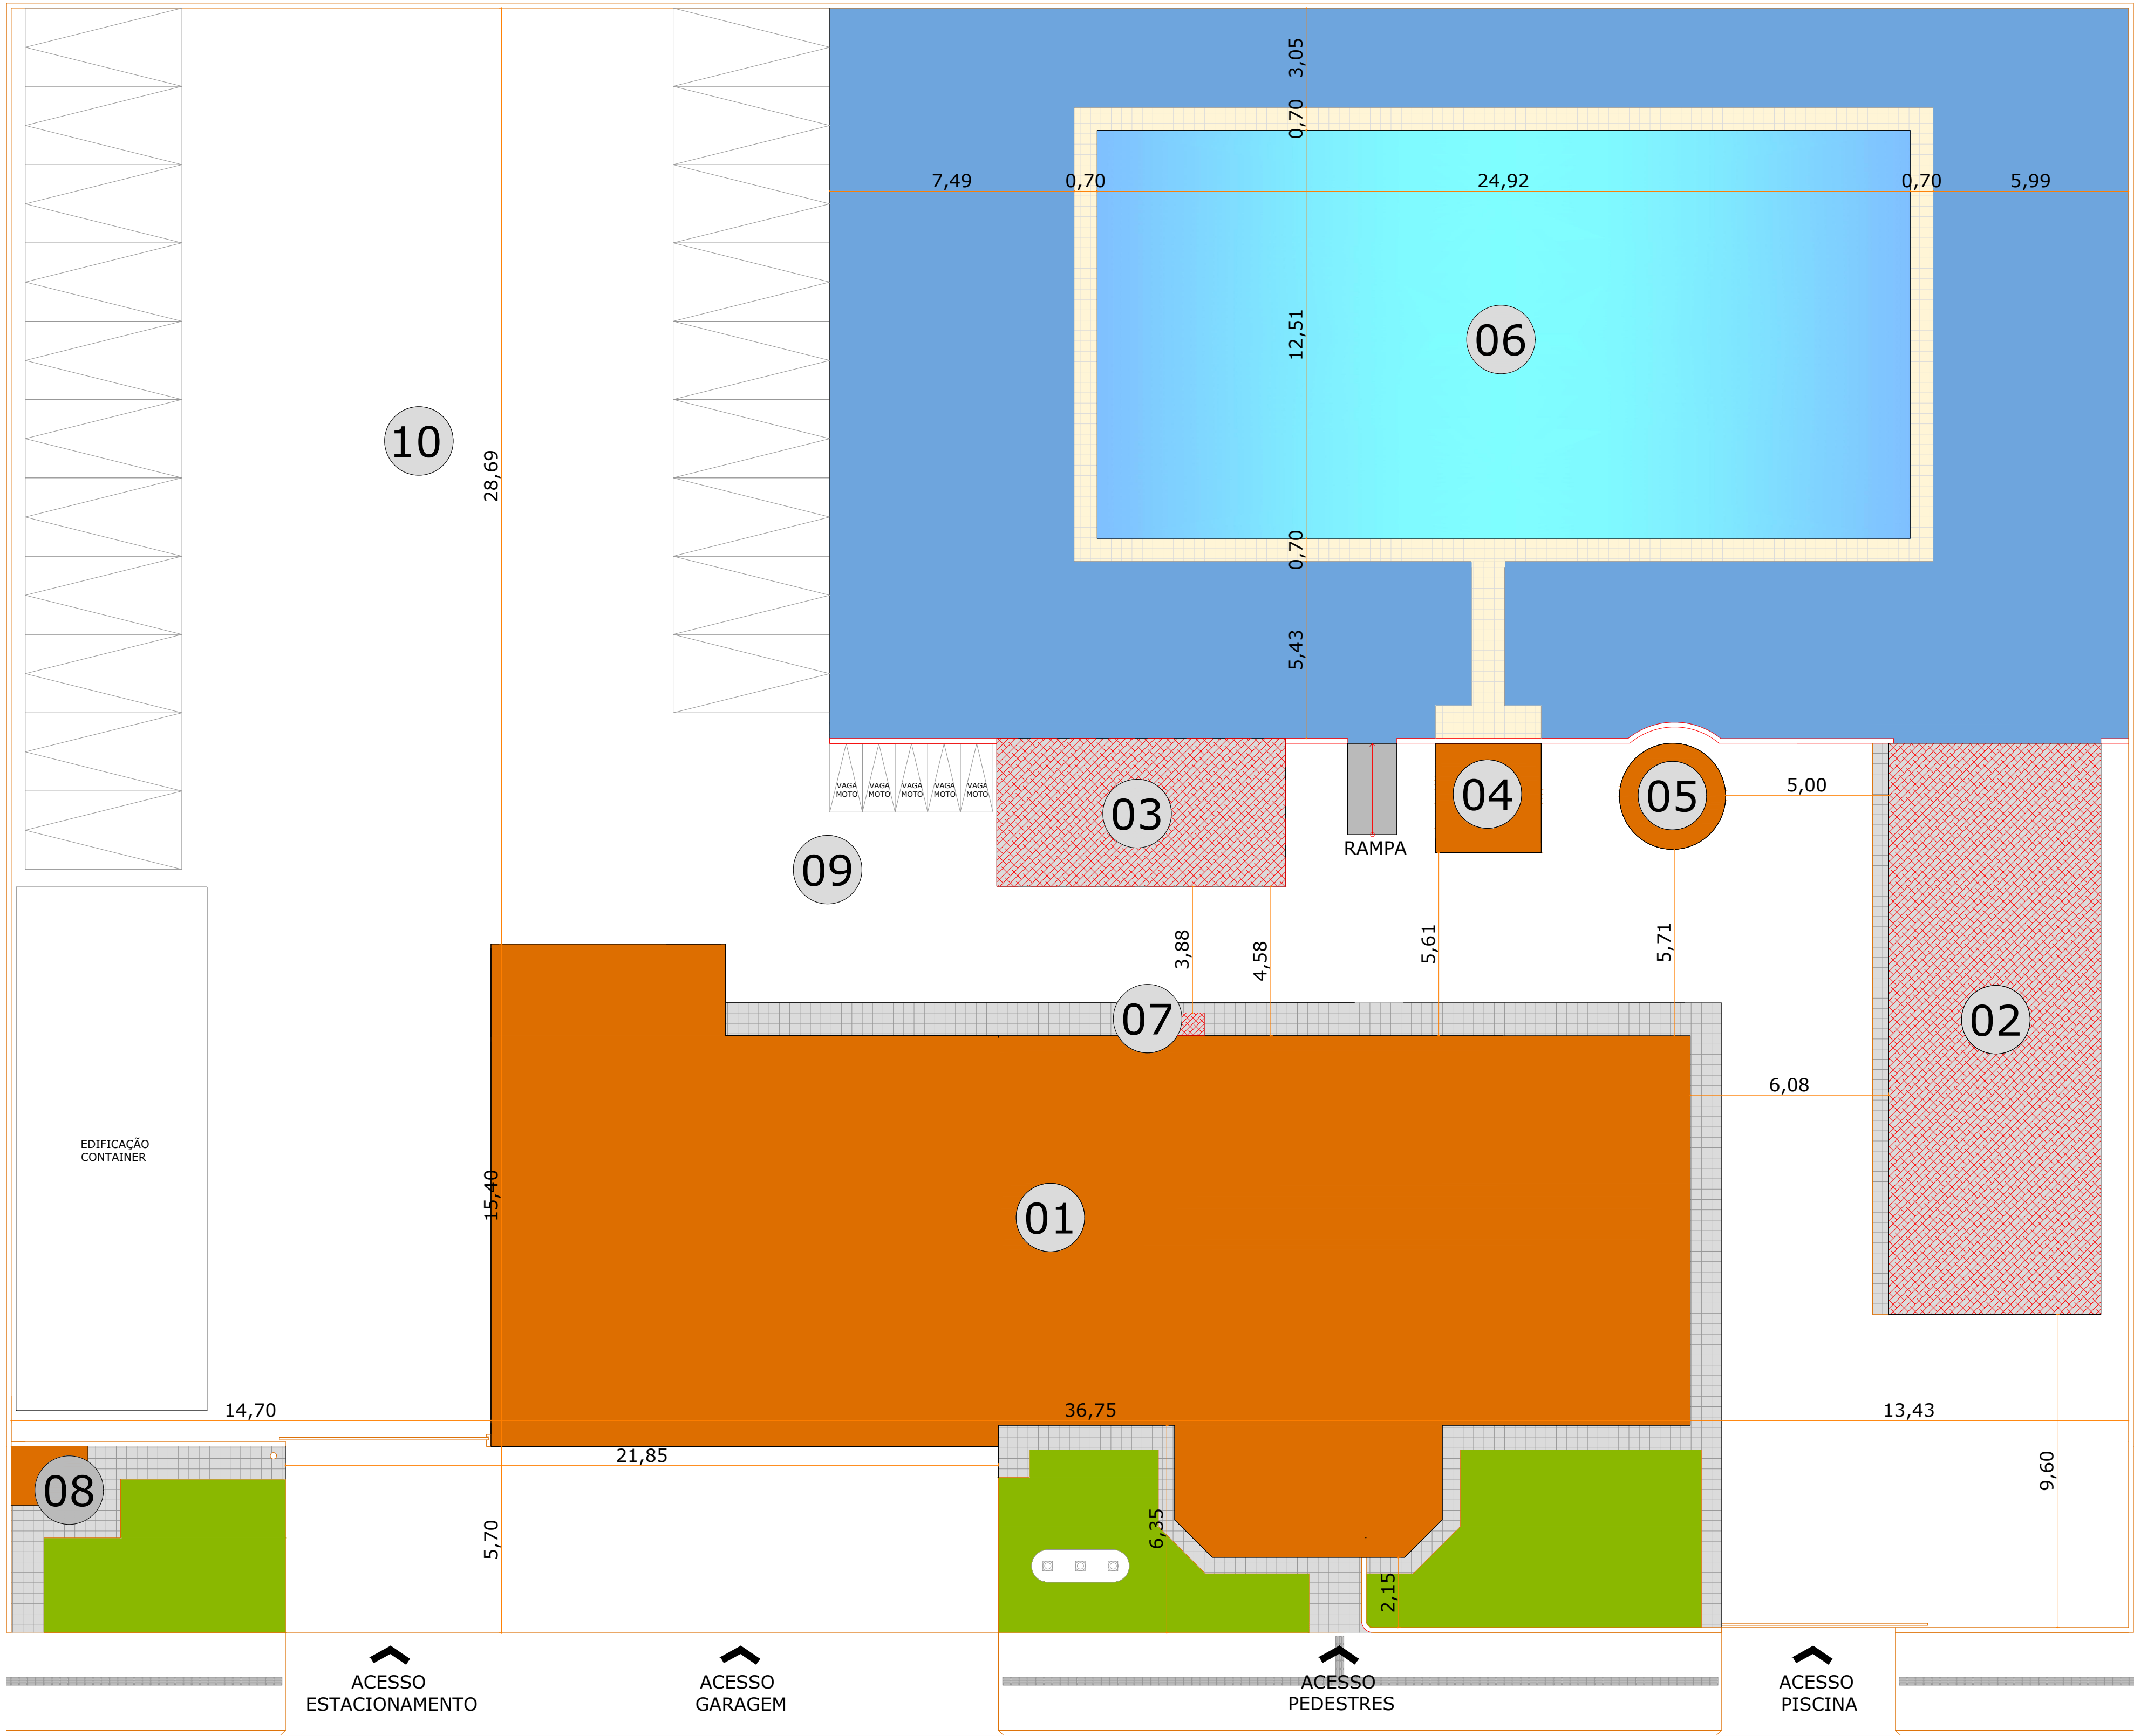 3,05
0,70
7,49
0,70
24,92
0,70
5,99
12,51
06
10
28,69
0,70
5,43
VAGA
MOTO
VAGA
MOTO
VAGA
MOTO
VAGA
MOTO
VAGA
MOTO
03
RAMPA
04
05
5,00
09
3,88
4,58
5,61
5,71
07
02
6,08
EDIFICAÇÃO
CONTAINER
15,40
01
14,70
36,75
13,43
21,85
08
5,70
6,35
2,15
9,60
ACESSO
ESTACIONAMENTO
ACESSO
GARAGEM
ACESSO
PEDESTRES
ACESSO
PISCINA